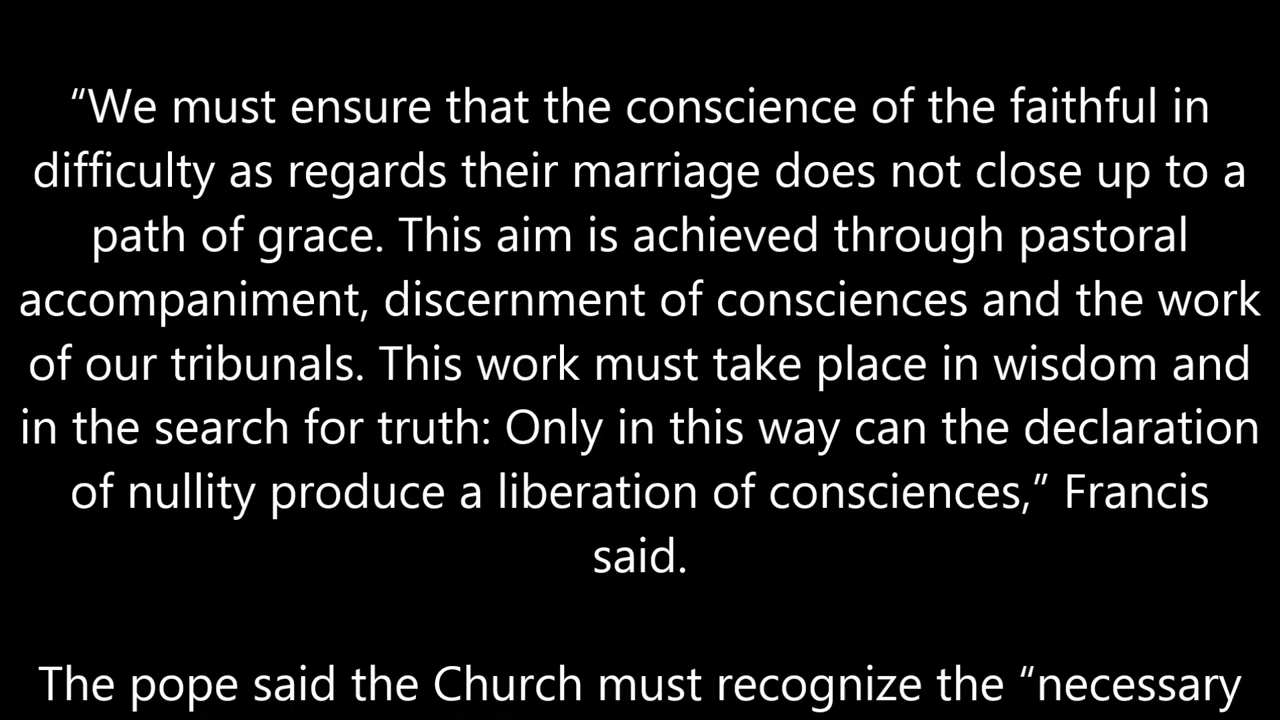 “We must ensure that the conscience of the faithful in
difficulty as regards their marriage does not close up to a
path of grace. This aim is achieved through pastoral
accompaniment, discernment of consciences and the work
of our tribunals. This work must take place in wisdom and
in the search for truth: Only in this way can the declaration
of nullity produce a liberation of consciences,” Francis
said.
The pope said the Church must recognize the “necessary